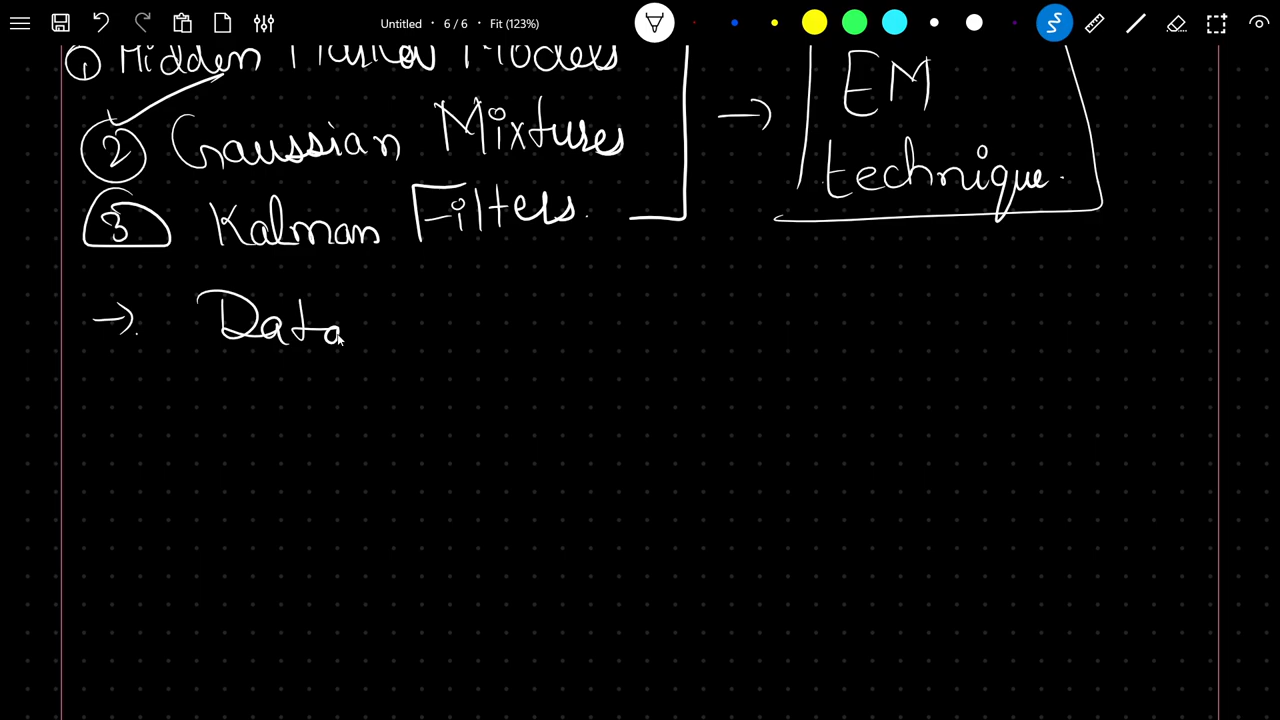 Untitled • 6 / 6 • Fit (123%)
1 Hidden Markov Models
2 Gaussian Mixtures
3 Kalman Filters.
→ EM
technique.
→ Data